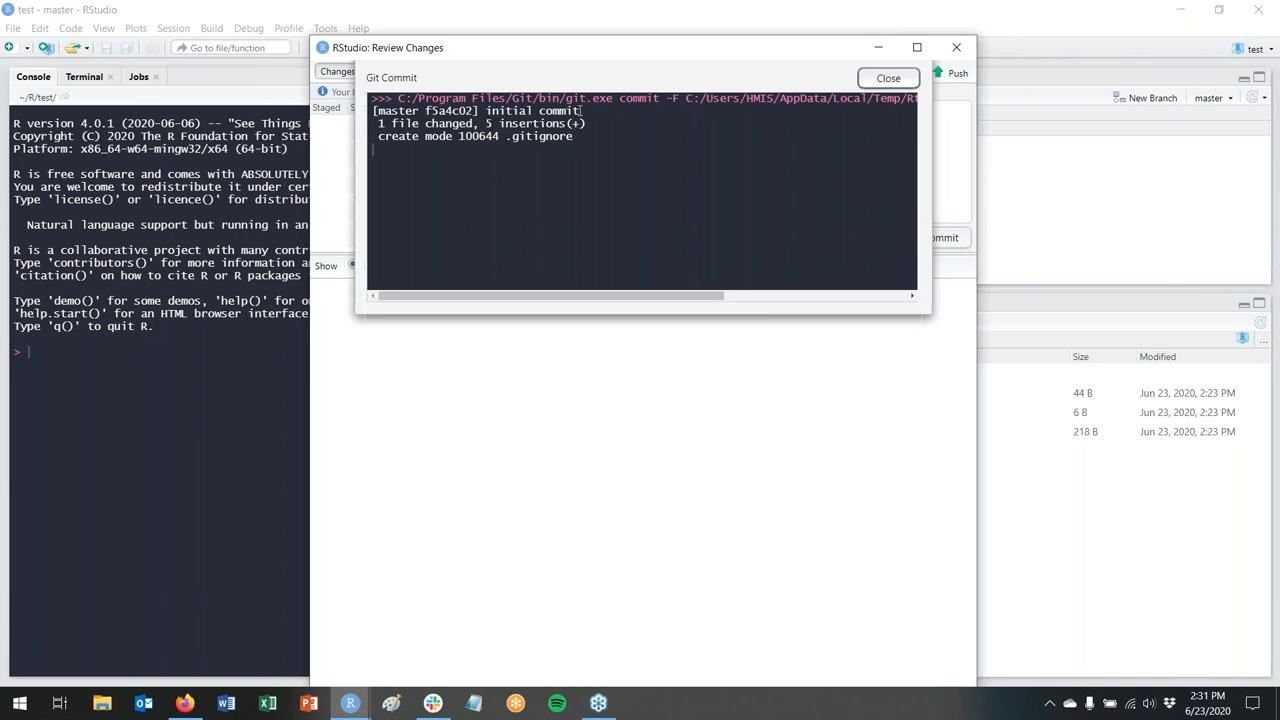 test - master - RStudio
File Edit Code View Plots Session Build Debug Profile Tools Help
Go to file/function
test
RStudio: Review Changes
Changes
Push
Git Commit
Close
Console Terminal Jobs
Your b
Staged S
New Branch master
~/R/test/
>>> C:/Program Files/Git/bin/git.exe commit -F C:/Users/HMIS/AppData/Local/Temp/R
[master f5a4c02] initial commit
1 file changed, 5 insertions(+)
create mode 100644 .gitignore
R version 4.0.1 (2020-06-06) -- "See Things
Copyright (C) 2020 The R Foundation for Stat
Platform: x86_64-w64-mingw32/x64 (64-bit)
R is free software and comes with ABSOLUTELY
You are welcome to redistribute it under cer
Type 'license()' or 'licence()' for distribu
Natural language support but running in an
R is a collaborative project with many contr
Type 'contributors()' for more information a
'citation()' on how to cite R or R packages
Type 'demo()' for some demos, 'help()' for o
'help.start()' for an HTML browser interface
Type 'q()' to quit R.
>
ommit
Show
Size Modified
44 B Jun 23, 2020, 2:23 PM
6 B Jun 23, 2020, 2:23 PM
218 B Jun 23, 2020, 2:23 PM
2:31 PM
6/23/2020